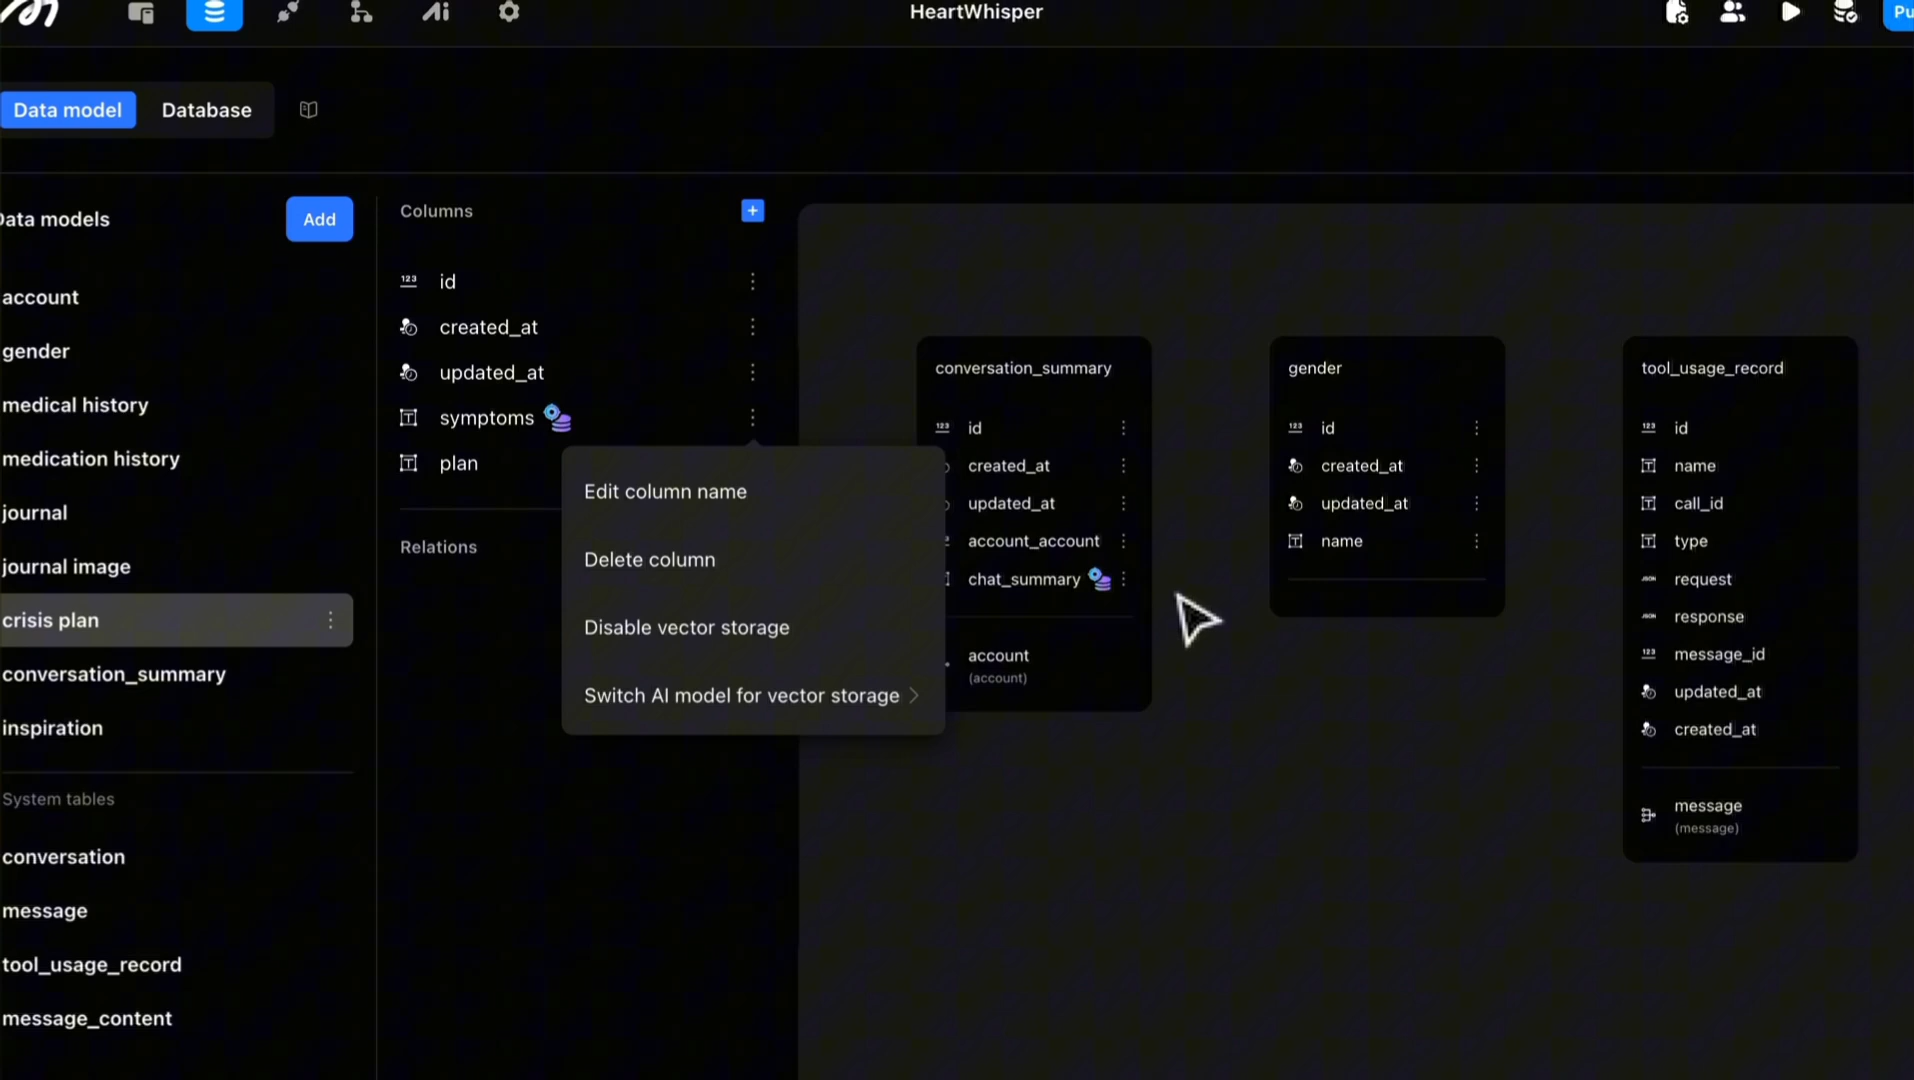 HeartWhisper
Data model
Database
Data models
Add
account
gender
medical history
medication history
journal
journal image
crisis plan
conversation_summary
inspiration
System tables
conversation
message
tool_usage_record
message_content
Columns
id
created_at
updated_at
symptoms
plan
Relations
Edit column name
Delete column
Disable vector storage
Switch AI model for vector storage
conversation_summary
id
created_at
updated_at
account_account
chat_summary
account
(account)
gender
id
created_at
updated_at
name
tool_usage_record
id
name
call_id
type
request
response
message_id
updated_at
created_at
message
(message)